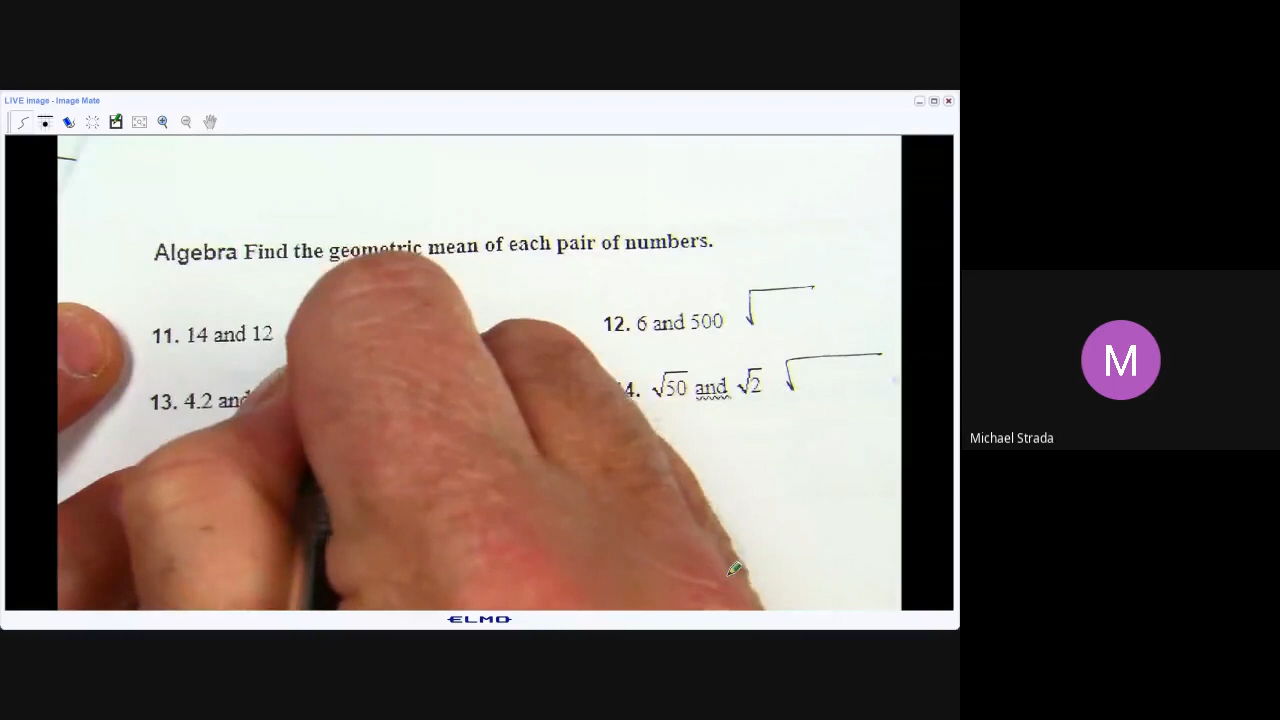 LIVE image - Image Mate
Algebra Find the geometric mean of each pair of numbers.
11. 14 and 12
12. 6 and 500
M
13. 4.2 and
4. √50 and √2
Michael Strada
ELMO